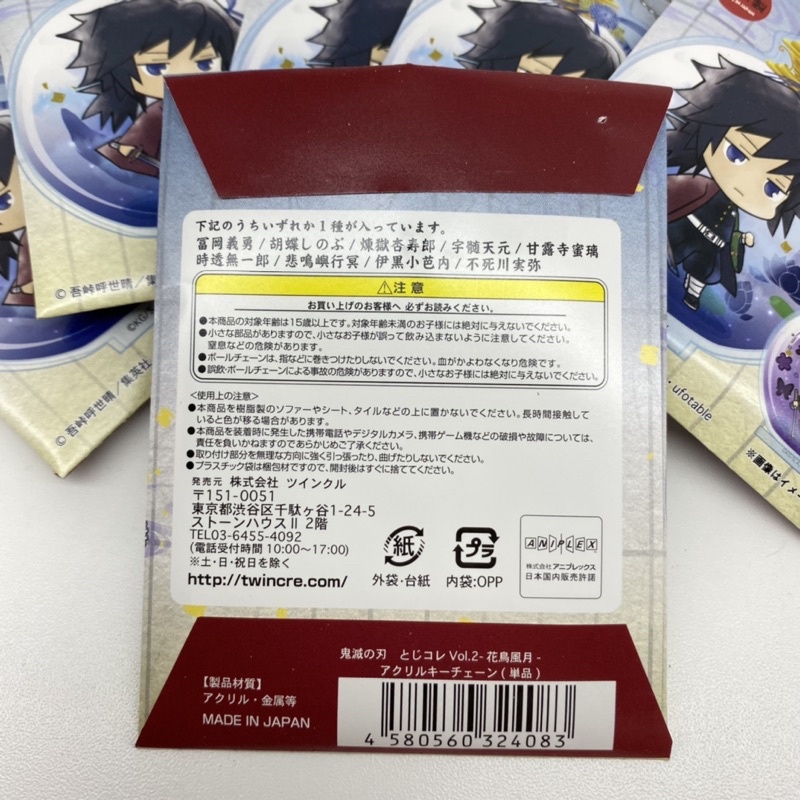 製
© 吾峠呼世晴／集
© 吾峠呼世晴／集英社
ufotable
下記のうちいずれか1種が入っています。
冨岡義勇/胡蝶しのぶ/煉獄杏寿郎/宇髄天元/甘露寺蜜璃
時透無一郎/悲鳴嶼行冥/伊黒小芭内/不死川実弥
⚠注意
お買い上げのお客様へ 必ずお読みください。
●本商品の対象年齢は15歳以上です。対象年齢未満のお子様には絶対に与えないでください。
●小さな部品がありますので、小さなお子様が誤って飲み込まないように注意してください。
窒息などの危険があります。
●ボールチェーンは、指などに巻きつけたりしないでください。血がかよわなくなり危険です。
●誤飲・ボールチェーンによる事故の危険がありますので、小さなお子様には絶対に与えないでください。
<使用上の注意>
●本商品を樹脂製のソファーやシート、タイルなどの上に置かないでください。長時間接触して
いると色が移る場合があります。
●本商品を装着時に発生した携帯電話やデジタルカメラ、携帯ゲーム機などの破損や故障については、
責任を負いかねますのであらかじめご了承ください。
●取り付け部分を無理な方向に強く引っ張ったり、曲げたりしないでください。
●プラスチック袋は梱包材ですので、開封後はすぐに捨ててください。
発売元 株式会社 ツインクル
〒151-0051
東京都渋谷区千駄ヶ谷1-24-5
ストーンハウスⅡ 2階
TEL03-6455-4092
(電話受付時間 10:00～17:00)
※土・日・祝日を除く
http://twincre.com/
紙
外袋・台紙
プラ
内袋:OPP
ANIPLEX
株式会社アニプレックス
日本国内販売許諾
鬼滅の刃 とじコレ Vol.2-花鳥風月-
アクリルキーチェーン(単品)
【製品材質】
アクリル・金属等
MADE IN JAPAN
4 580560 324083